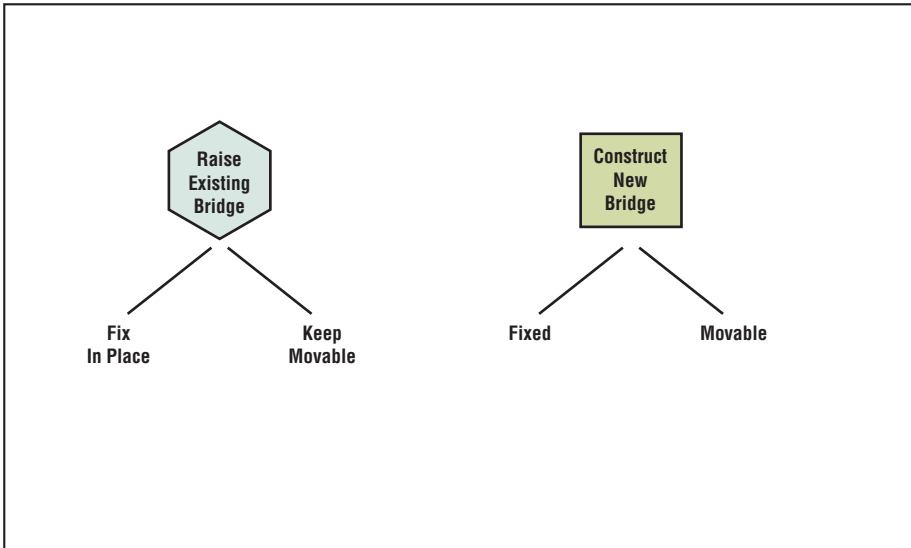 Raise
Existing
Bridge
Construct
New
Bridge
Fix
In Place
Keep
Movable
Fixed
Movable